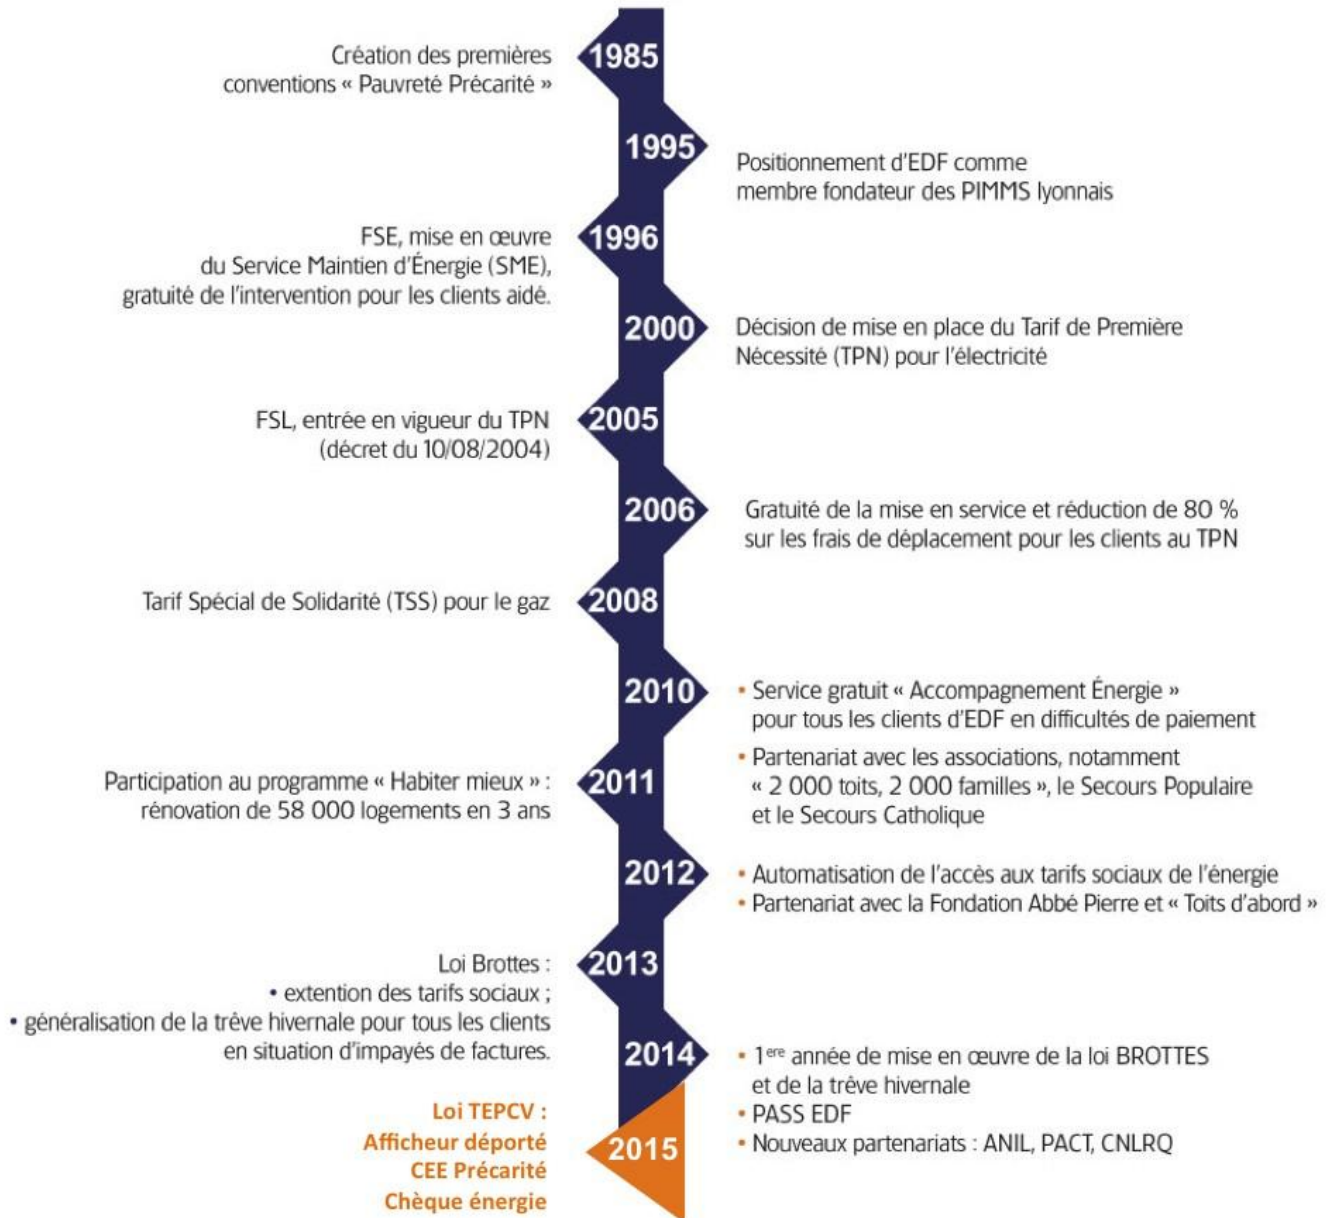 Création des premières
conventions « Pauvreté Précarité »
1985
1995
Positionnement d'EDF comme
membre fondateur des PIMMS lyonnais
FSE, mise en œuvre
du Service Maintien d'Énergie (SME),
gratuité de l'intervention pour les clients aidé.
1996
2000
Décision de mise en place du Tarif de Première
Nécessité (TPN) pour l'électricité
FSL, entrée en vigueur du TPN
(décret du 10/08/2004)
2005
2006
Gratuité de la mise en service et réduction de 80 %
sur les frais de déplacement pour les clients au TPN
Tarif Spécial de Solidarité (TSS) pour le gaz
2008
2010
• Service gratuit « Accompagnement Énergie »
pour tous les clients d'EDF en difficultés de paiement
• Partenariat avec les associations, notamment
« 2 000 toits, 2 000 familles », le Secours Populaire
et le Secours Catholique
Participation au programme « Habiter mieux » :
rénovation de 58 000 logements en 3 ans
2011
2012
• Automatisation de l'accès aux tarifs sociaux de l'énergie
• Partenariat avec la Fondation Abbé Pierre et « Toits d'abord »
Loi Brottes :
• extention des tarifs sociaux ;
• généralisation de la trêve hivernale pour tous les clients
en situation d'impayés de factures.
2013
2014
• 1ere année de mise en œuvre de la loi BROTTES
et de la trêve hivernale
• PASS EDF
• Nouveaux partenariats : ANIL, PACT, CNLRQ
Loi TEPCV :
Afficheur déporté
CEE Précarité
Chèque énergie
2015